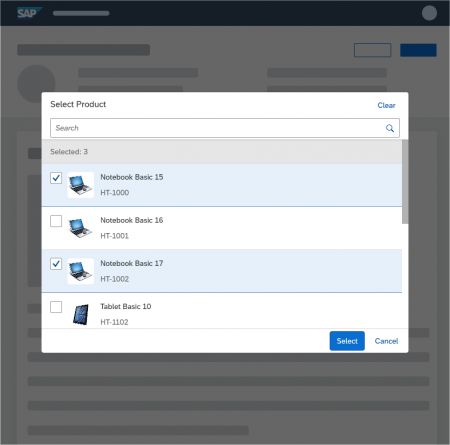 SAP
Select Product
Clear
Search
Selected: 3
Notebook Basic 15
HT-1000
Notebook Basic 16
HT-1001
Notebook Basic 17
HT-1002
Tablet Basic 10
HT-1102
Select
Cancel